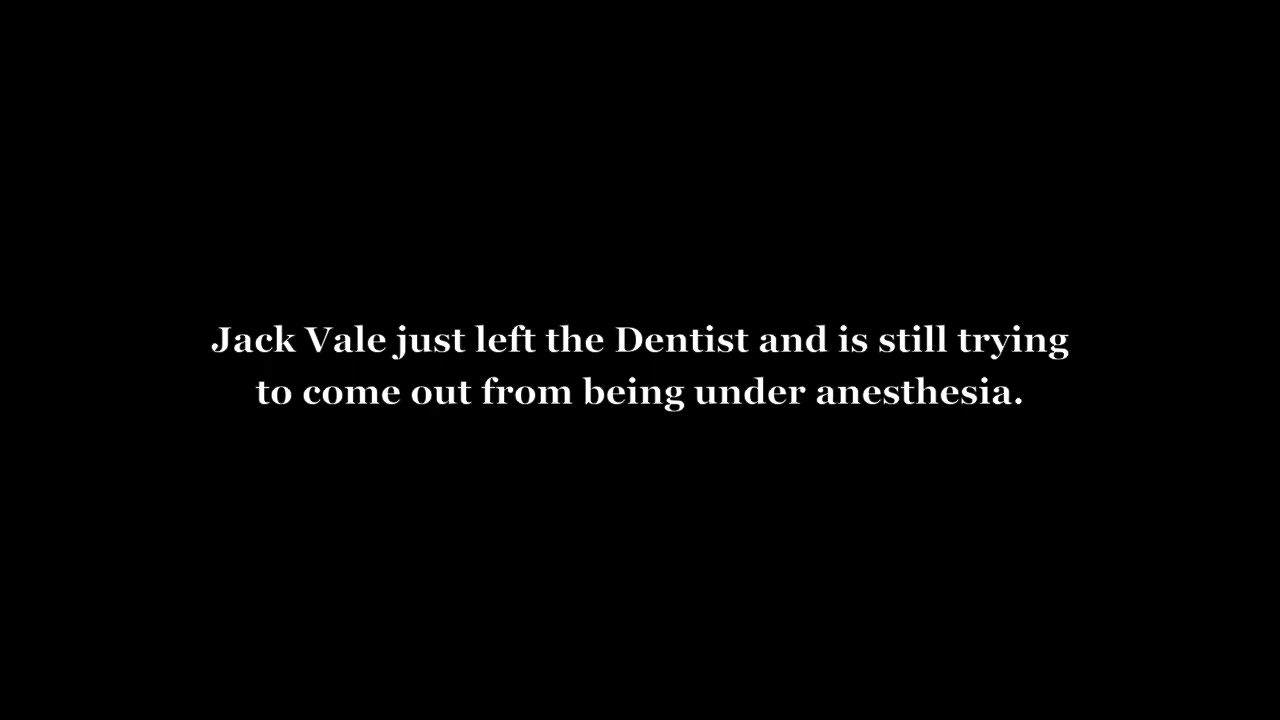 Jack Vale just left the Dentist and is still trying
to come out from being under anesthesia.